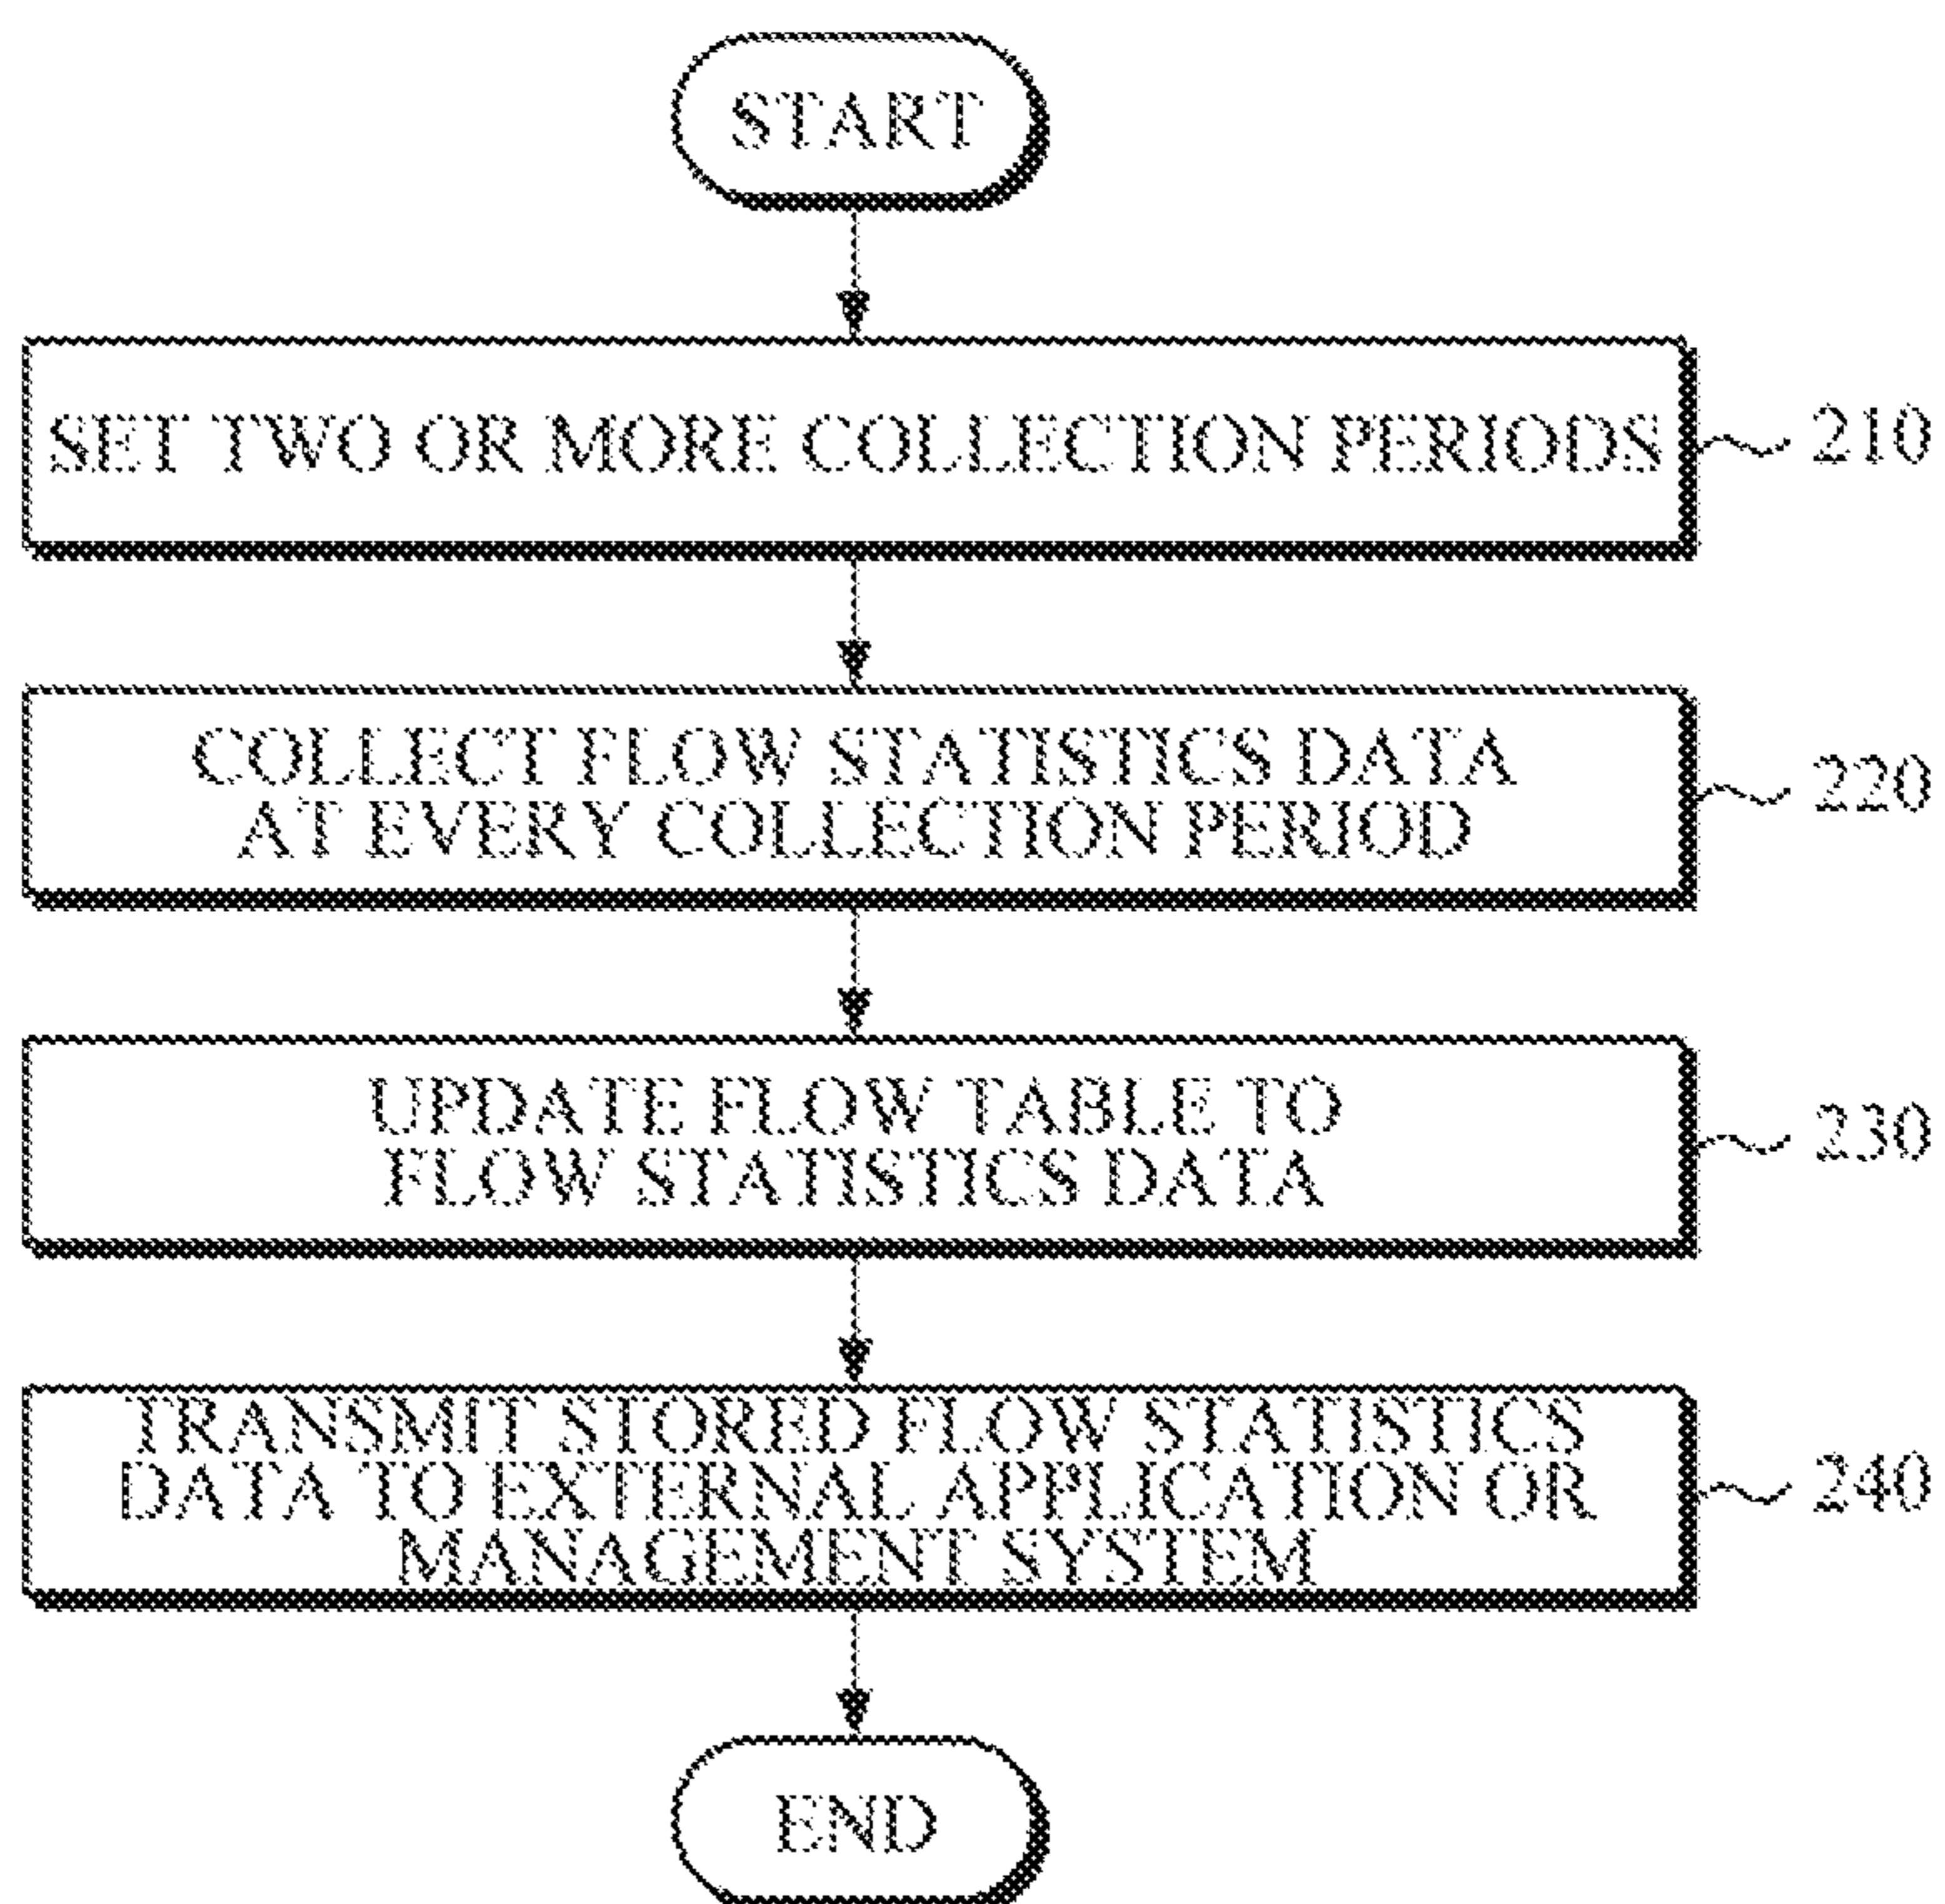 START
SET TWO OR MORE COLLECTION PERIODS
210
COLLECT FLOW STATISTICS DATA
AT EVERY COLLECTION PERIOD
220
UPDATE FLOW TABLE TO
FLOW STATISTICS DATA
230
TRANSMIT STORED FLOW STATISTICS
DATA TO EXTERNAL APPLICATION OR
MANAGEMENT SYSTEM
240
END